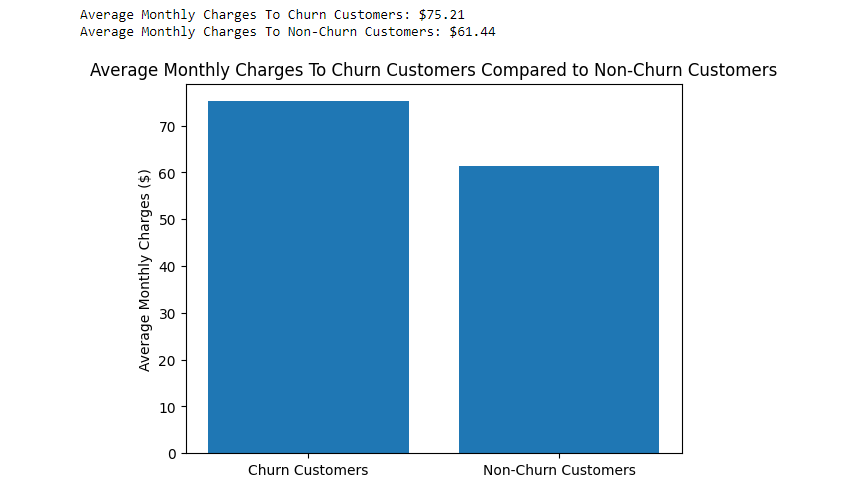 Average Monthly Charges To Churn Customers: $75.21
Average Monthly Charges To Non-Churn Customers: $61.44
Average Monthly Charges To Churn Customers Compared to Non-Churn Customers
Average Monthly Charges ($)
70
60
50
40
30
20
10
0
Churn Customers
Non-Churn Customers